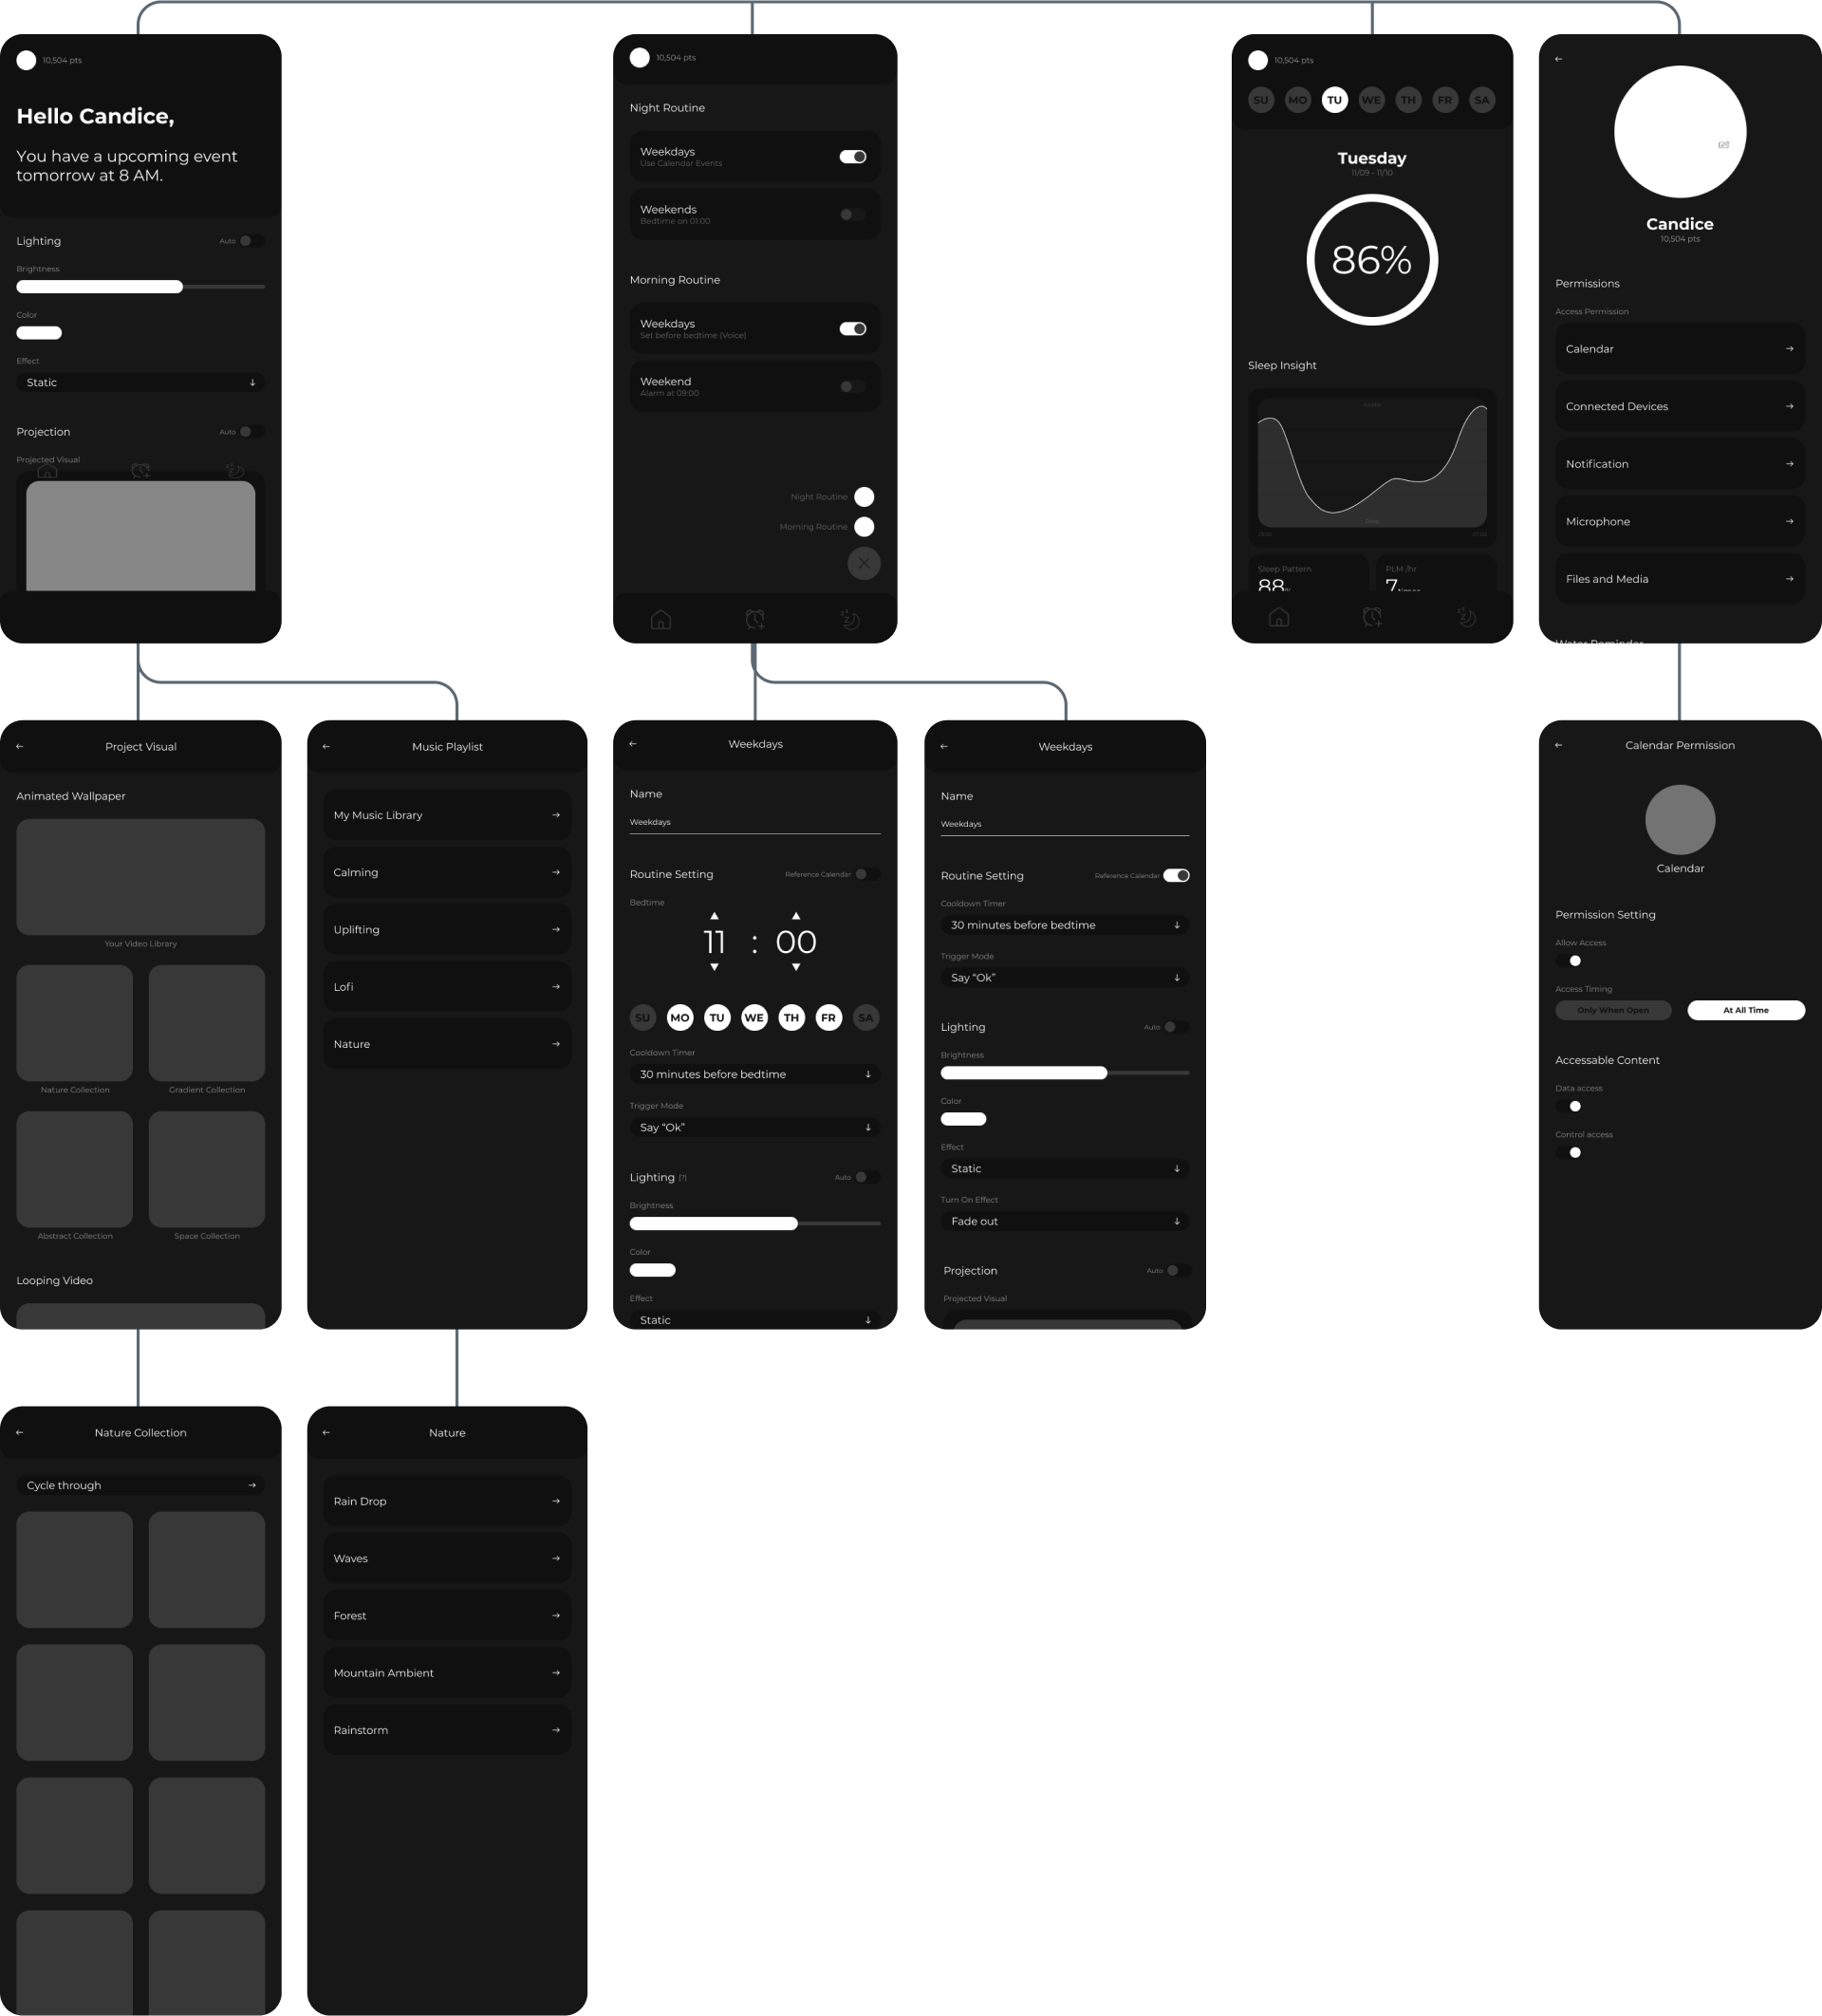 10,504 pts
Hello Candice,
You have a upcoming event
tomorrow at 8 AM.
Lighting
Auto
Brightness
Color
Effect
Static
Projection
Auto
Projected Visual
10,504 pts
Night Routine
Weekdays
Use Calendar Events
Weekends
Bedtime on 01:00
Morning Routine
Weekdays
Set before bedtime (Voice)
Weekend
Alarm at 09:00
Night Routine
Morning Routine
10,504 pts
SU MO TU WE TH FR SA
Tuesday
11/09 - 11/10
86%
Sleep Insight
Awake
Deep
07:00
Sleep Pattern
88%
PLM /hr
7 times
Candice
10,504 pts
Permissions
Access Permission
Calendar
Connected Devices
Notification
Microphone
Files and Media
Water Reminder
Project Visual
Animated Wallpaper
Your Video Library
Nature Collection
Gradient Collection
Abstract Collection
Space Collection
Looping Video
Music Playlist
My Music Library
Calming
Uplifting
Lofi
Nature
Weekdays
Name
Weekdays
Routine Setting
Reference Calendar
Bedtime
11 : 00
SU MO TU WE TH FR SA
Cooldown Timer
30 minutes before bedtime
Trigger Mode
Say “Ok”
Lighting [?]
Auto
Brightness
Color
Effect
Static
Weekdays
Name
Weekdays
Routine Setting
Reference Calendar
Cooldown Timer
30 minutes before bedtime
Trigger Mode
Say “Ok”
Lighting
Auto
Brightness
Color
Effect
Static
Turn On Effect
Fade out
Projection
Auto
Projected Visual
Calendar Permission
Calendar
Permission Setting
Allow Access
Access Timing
Only When Open
At All Time
Accessable Content
Data access
Control access
Nature Collection
Cycle through
Nature
Rain Drop
Waves
Forest
Mountain Ambient
Rainstorm